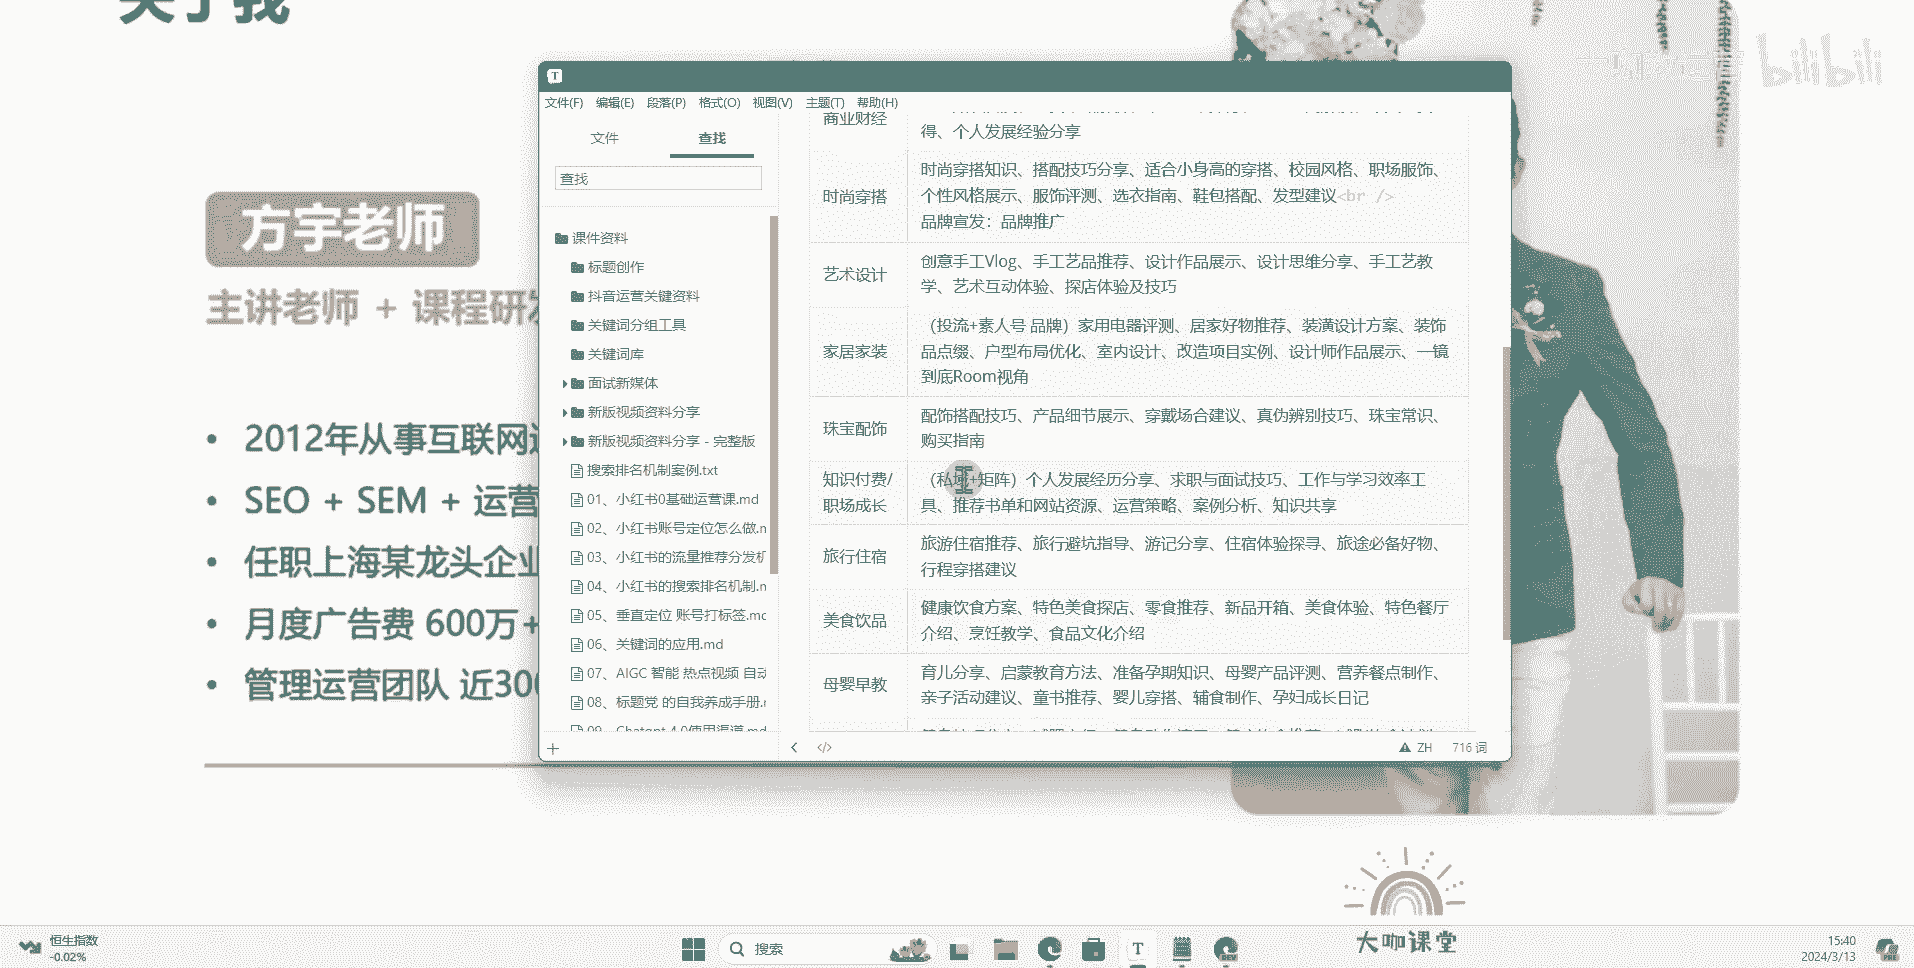 关于我
bilibili
方宇老师
主讲老师 + 课程研发
2012年从事互联网
SEO + SEM + 运营
任职上海某龙头企业
月度广告费 600万+
管理运营团队 近300
T
文件(F) 编辑(E) 段落(P) 格式(O) 视图(V) 主题(T) 帮助(H)
文件 查找
查找
课件资料
标题创作
抖音运营关键资料
关键词分组工具
关键词库
面试新媒体
新版视频资料分享
新版视频资料分享 - 完整版
搜索排名机制案例.txt
01、小红书0基础运营课.md
02、小红书账号定位怎么做.m
03、小红书的流量推荐分发机
04、小红书的搜索排名机制.m
05、垂直定位 账号打标签.mc
06、关键词的应用.md
07、AIGC 智能 热点视频 自动
08、标题党 的自我养成手册.r
09、Chatgpt 4.0使用渠道.md
商业财经
得、个人发展经验分享
时尚穿搭
时尚穿搭知识、搭配技巧分享、适合小身高的穿搭、校园风格、职场服饰、
个性风格展示、服饰评测、选衣指南、鞋包搭配、发型建议<br />
品牌宣发：品牌推广
艺术设计
创意手工Vlog、手工艺品推荐、设计作品展示、设计思维分享、手工艺教
学、艺术互动体验、探店体验及技巧
家居家装
（投流+素人号 品牌）家用电器评测、居家好物推荐、装潢设计方案、装饰
品点缀、户型布局优化、室内设计、改造项目实例、设计师作品展示、一镜
到底Room视角
珠宝配饰
配饰搭配技巧、产品细节展示、穿戴场合建议、真伪辨别技巧、珠宝常识、
购买指南
知识付费/
职场成长
（私域+矩阵）个人发展经历分享、求职与面试技巧、工作与学习效率工
具、推荐书单和网站资源、运营策略、案例分析、知识共享
旅行住宿
旅游住宿推荐、旅行避坑指导、游记分享、住宿体验探寻、旅途必备好物、
行程穿搭建议
美食饮品
健康饮食方案、特色美食探店、零食推荐、新品开箱、美食体验、特色餐厅
介绍、烹饪教学、食品文化介绍
母婴早教
育儿分享、启蒙教育方法、准备孕期知识、母婴产品评测、营养餐点制作、
亲子活动建议、童书推荐、婴儿穿搭、辅食制作、孕妇成长日记
ZH 716 词
大咖课堂
恒生指数
-0.02%
搜索
T
DEV
15:40
2024/3/13
PRE